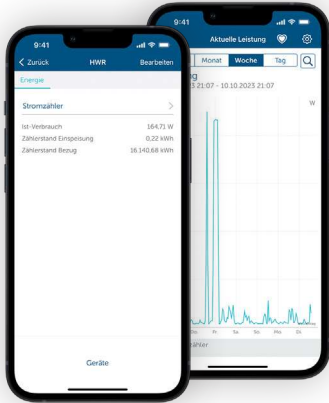 9:41
Zurück HWR Bearbeiten
Energie
Stromzähler
Ist-Verbrauch 164,71 W
Zählerstand Einspeisung 0,22 kWh
Zählerstand Bezug 16.140,68 kWh
Geräte
9:41
Aktuelle Leistung
Monat Woche Tag
21:07 - 10.10.2023 21:07
W
Fr. Sa. So. Mo. Di.